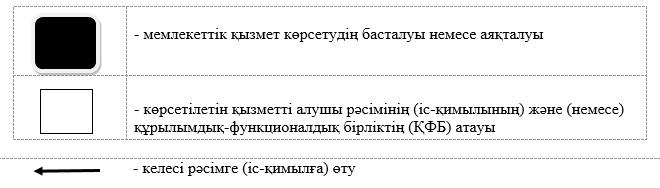 - мемлекеттік қызмет көрсетудің басталуы немесе аяқталуы
- көрсетілетін қызметті алушы рәсімінің (іс-қимылының) және (немесе)
құрылымдық-функционалдық бірліктің (ҚФБ) атауы
- келесі рәсімге (іс-қимылға) өту